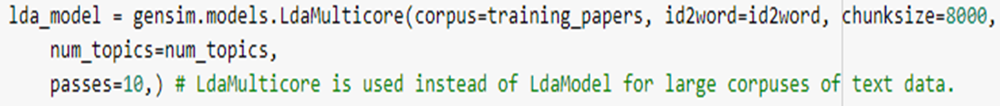 lda_model = gensim.models.LdaMulticore(corpus=training_papers, id2word=id2word, chunksize=8000,
    num_topics=num_topics,
    passes=10,) # LdaMulticore is used instead of LdaModel for large corpuses of text data.